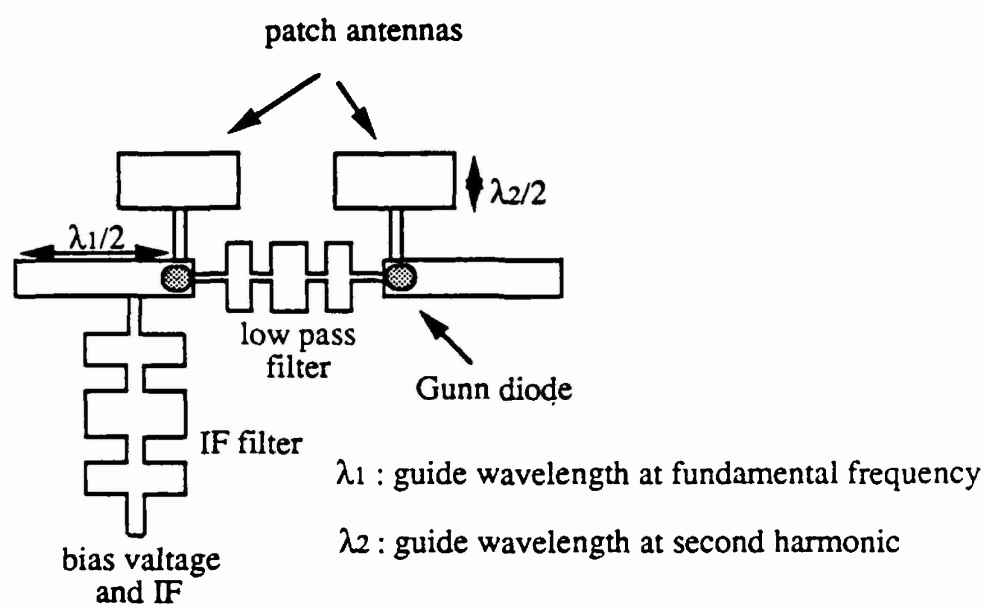 patch antennas
λ2/2
λ1/2
low pass
filter
Gunn diode
IF filter
λ1 : guide wavelength at fundamental frequency
λ2 : guide wavelength at second harmonic
bias valtage
and IF